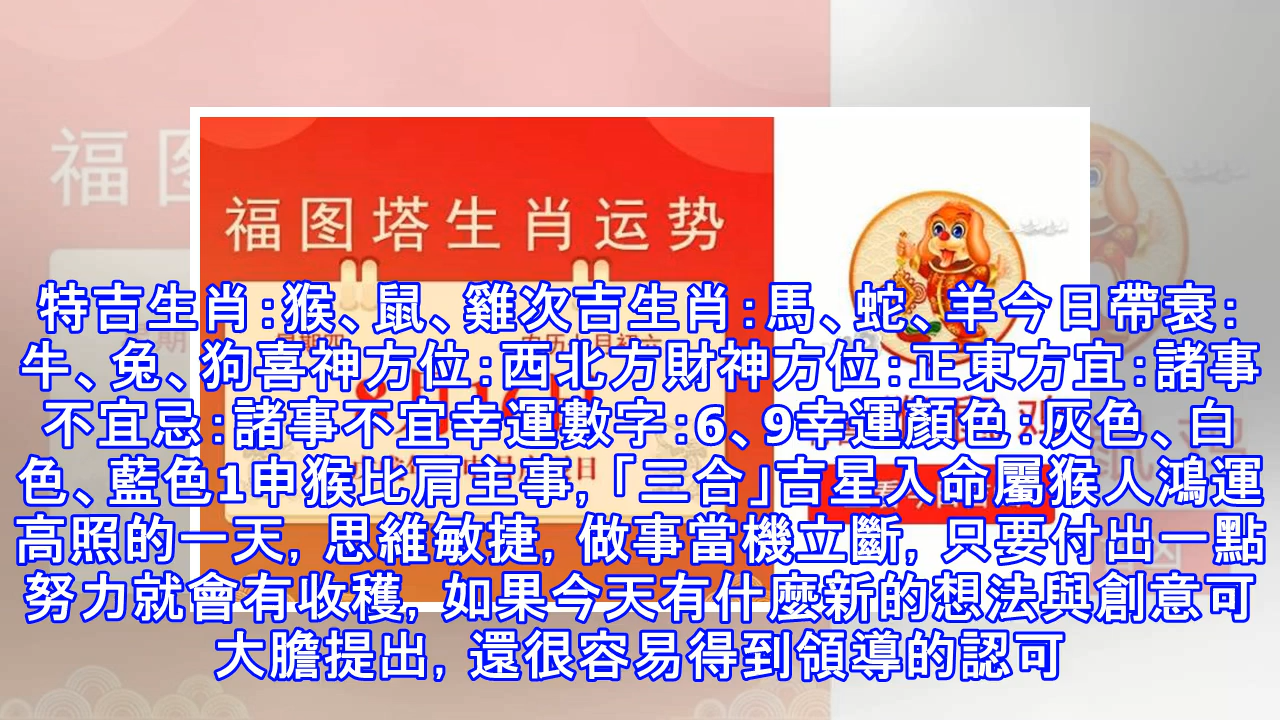 福图塔生肖运势
特吉生肖:猴、鼠、雞次吉生肖:馬、蛇、羊今日帶衰:
牛、兔、狗喜神方位:西北方財神方位:正東方宜:諸事
不宜忌:諸事不宜幸運數字:6、9幸運顏色:灰色、白
色、藍色1申猴比肩主事,「三合」吉星入命屬猴人鴻運
高照的一天,思維敏捷,做事當機立斷,只要付出一點
努力就會有收穫,如果今天有什麼新的想法與創意可
大膽提出,還很容易得到領導的認可